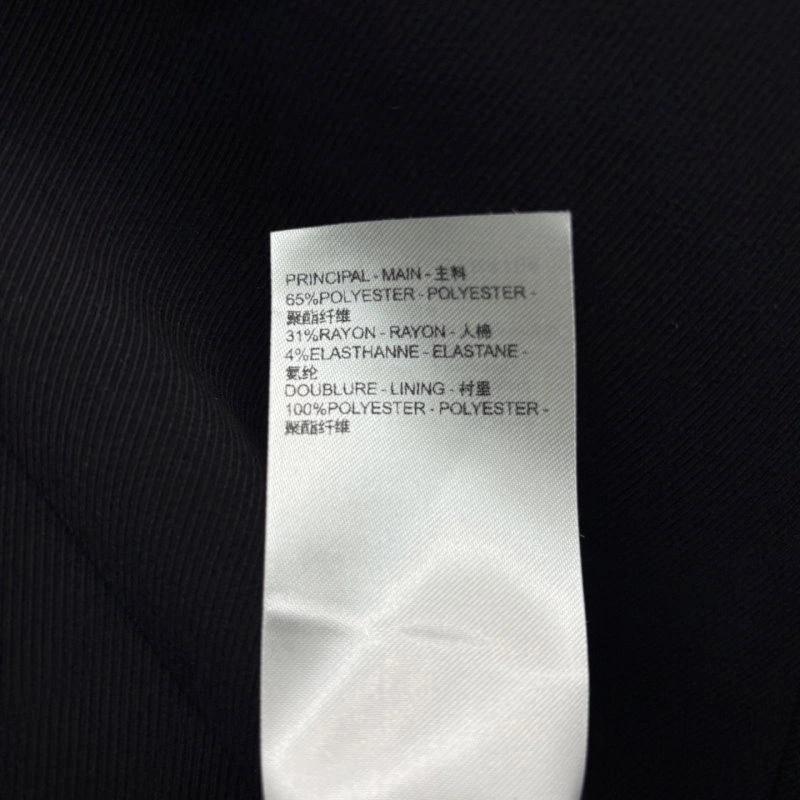 PRINCIPAL - MAIN - 主料
65%POLYESTER - POLYESTER -
聚酯纤维
31%RAYON - RAYON - 人棉
4%ELASTHANNE - ELASTANE -
氨纶
DOUBLURE - LINING - 村里
100%POLYESTER - POLYESTER -
聚酯纤维